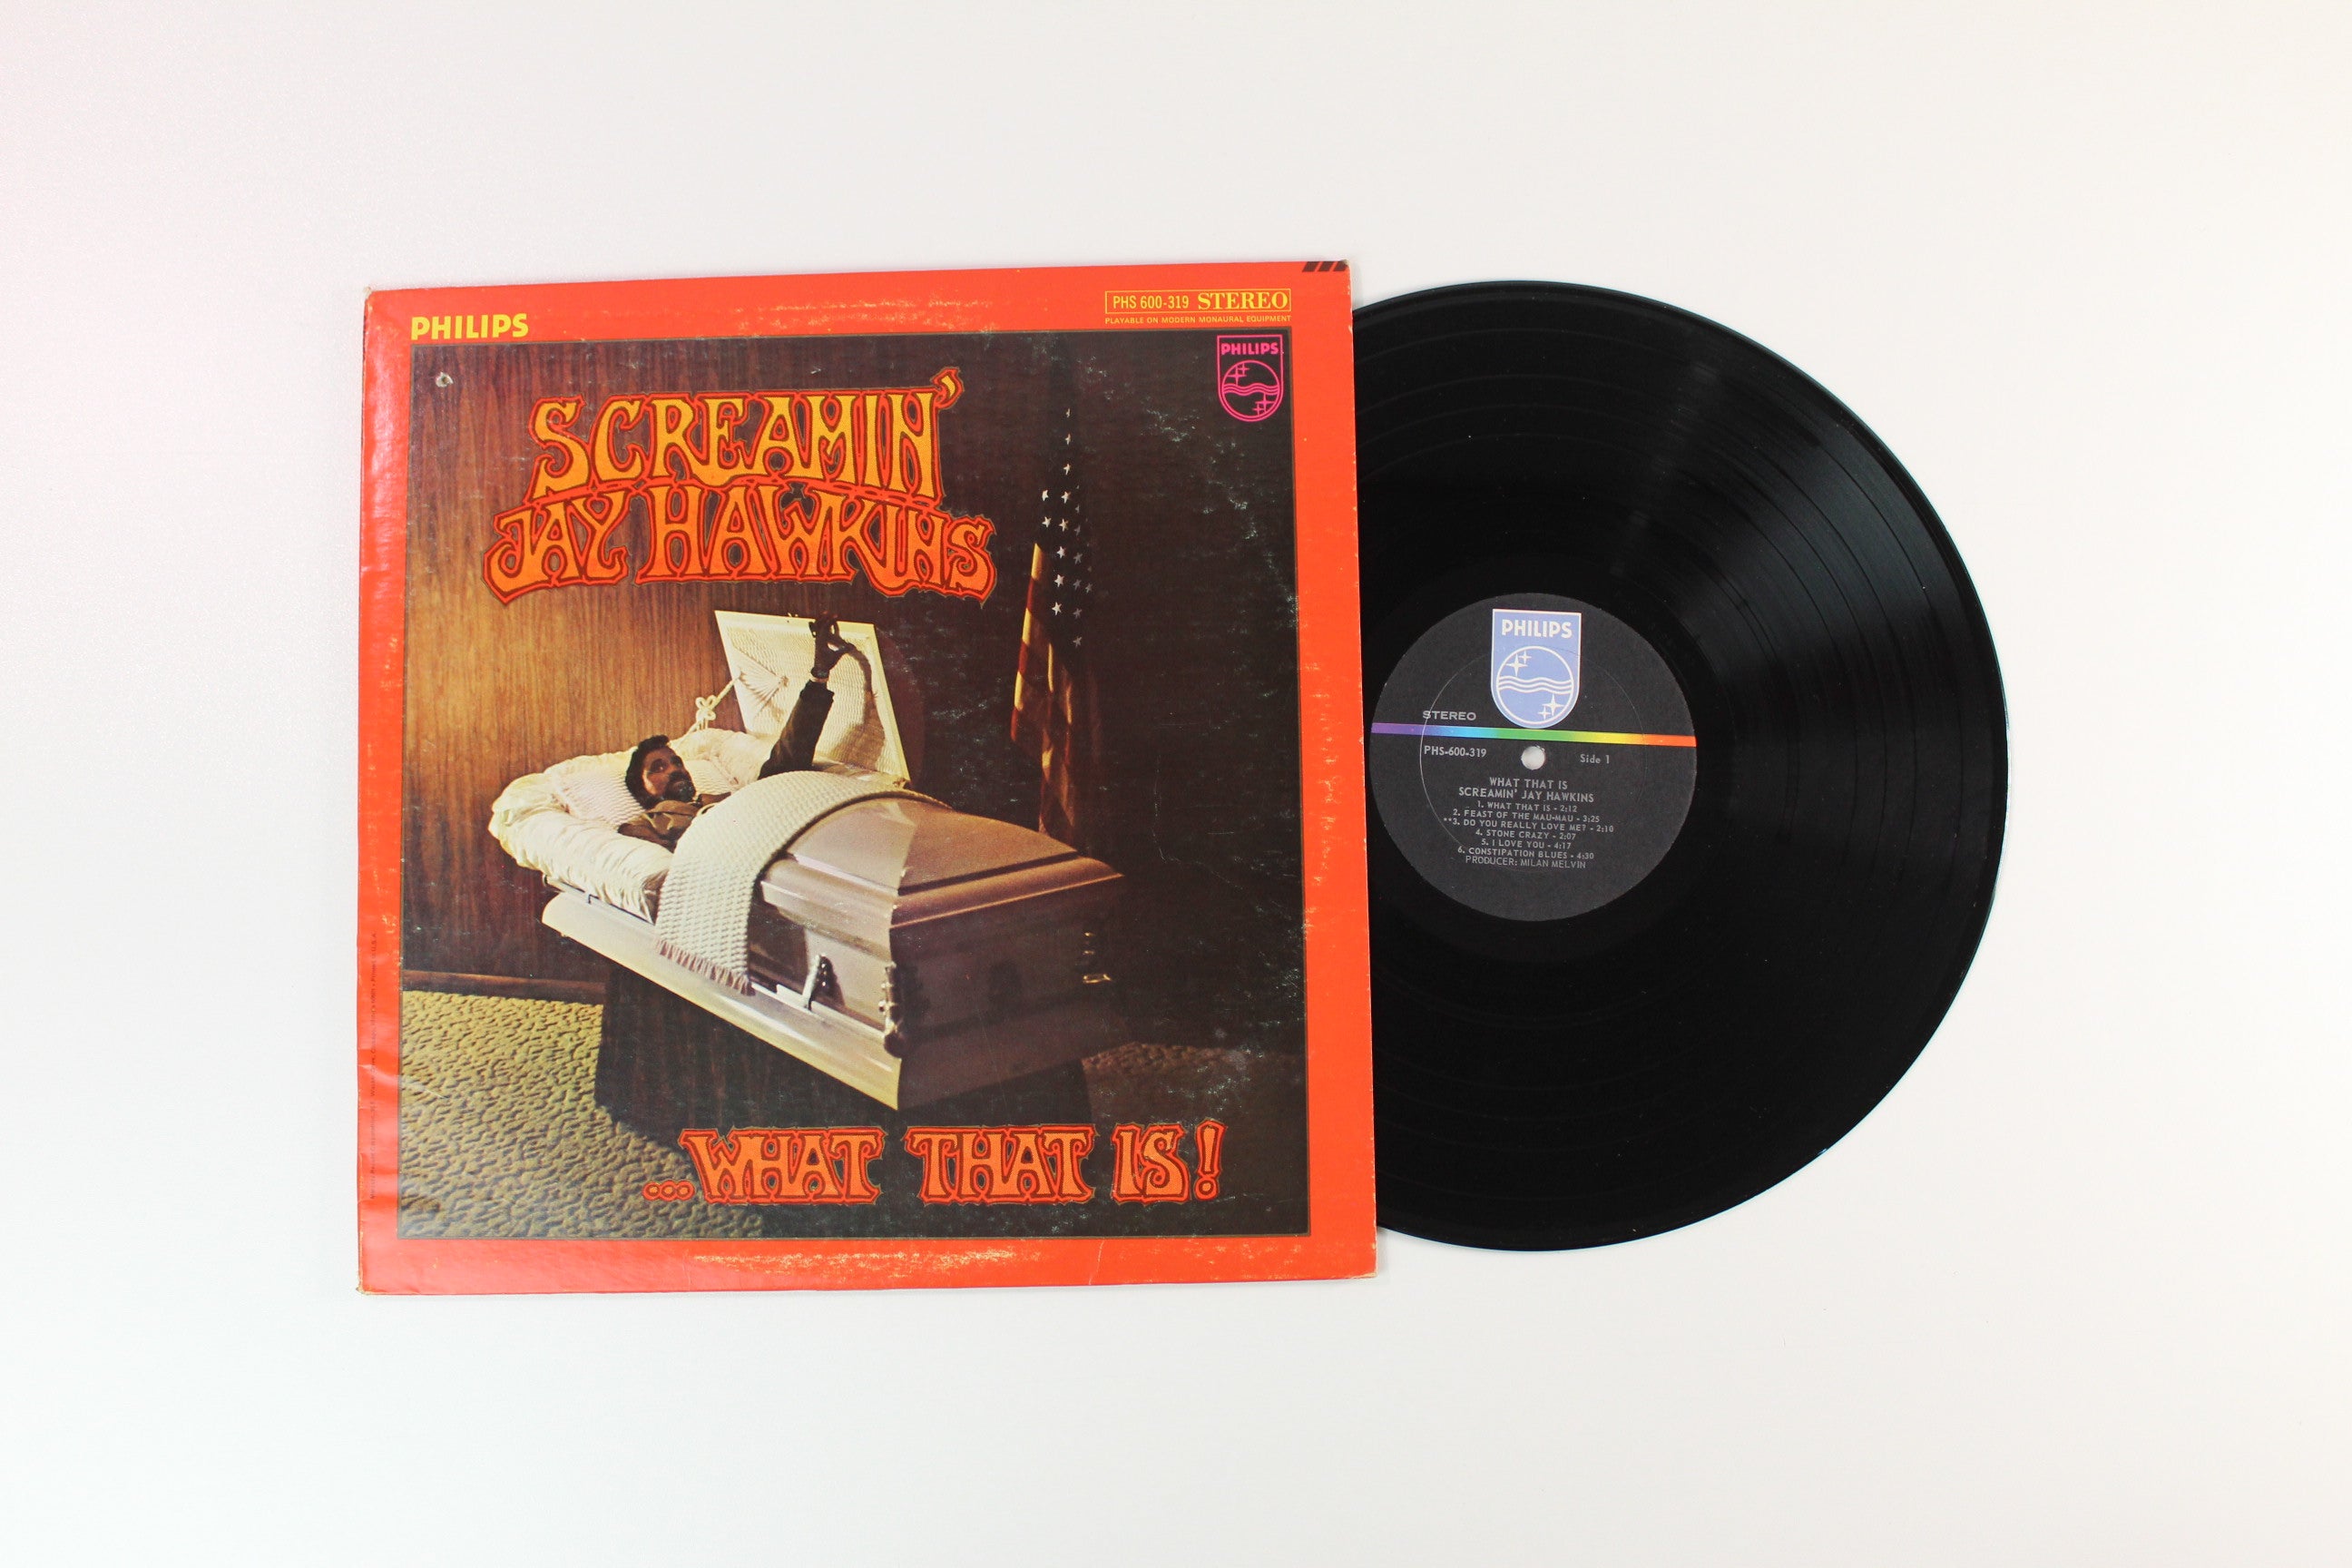 PHILIPS
PHS 600-319 STEREO
PLAYABLE ON MODERN MONAURAL EQUIPMENT
PHILIPS
SCREAMIN'
JAY HAWKINS
...WHAT THAT IS!
PHILIPS
STEREO
PHS-600-319
Side 1
WHAT THAT IS
SCREAMIN' JAY HAWKINS
1. WHAT THAT IS - 2:12
2. FEAST OF THE MAU-MAU - 3:25
**3. DO YOU REALLY LOVE ME? - 2:10
4. STONE CRAZY - 2:07
5. I LOVE YOU - 4:17
6. CONSTIPATION BLUES - 4:30
PRODUCER: MILAN MELVIN